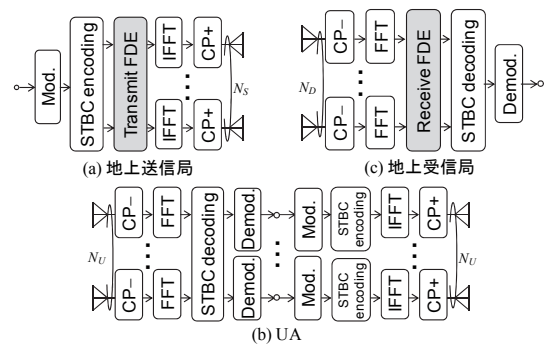 Mod.
STBC encoding
Transmit FDE
IFFT
CP+
N_S
IFFT
CP+
(a) 地上送信局
N_D
CP−
FFT
CP−
FFT
Receive FDE
STBC decoding
Demod.
(c) 地上受信局
N_U
CP−
FFT
CP−
FFT
STBC decoding
Demod.
Demod.
Mod.
Mod.
STBC encoding
STBC encoding
IFFT
CP+
IFFT
CP+
N_U
(b) UA